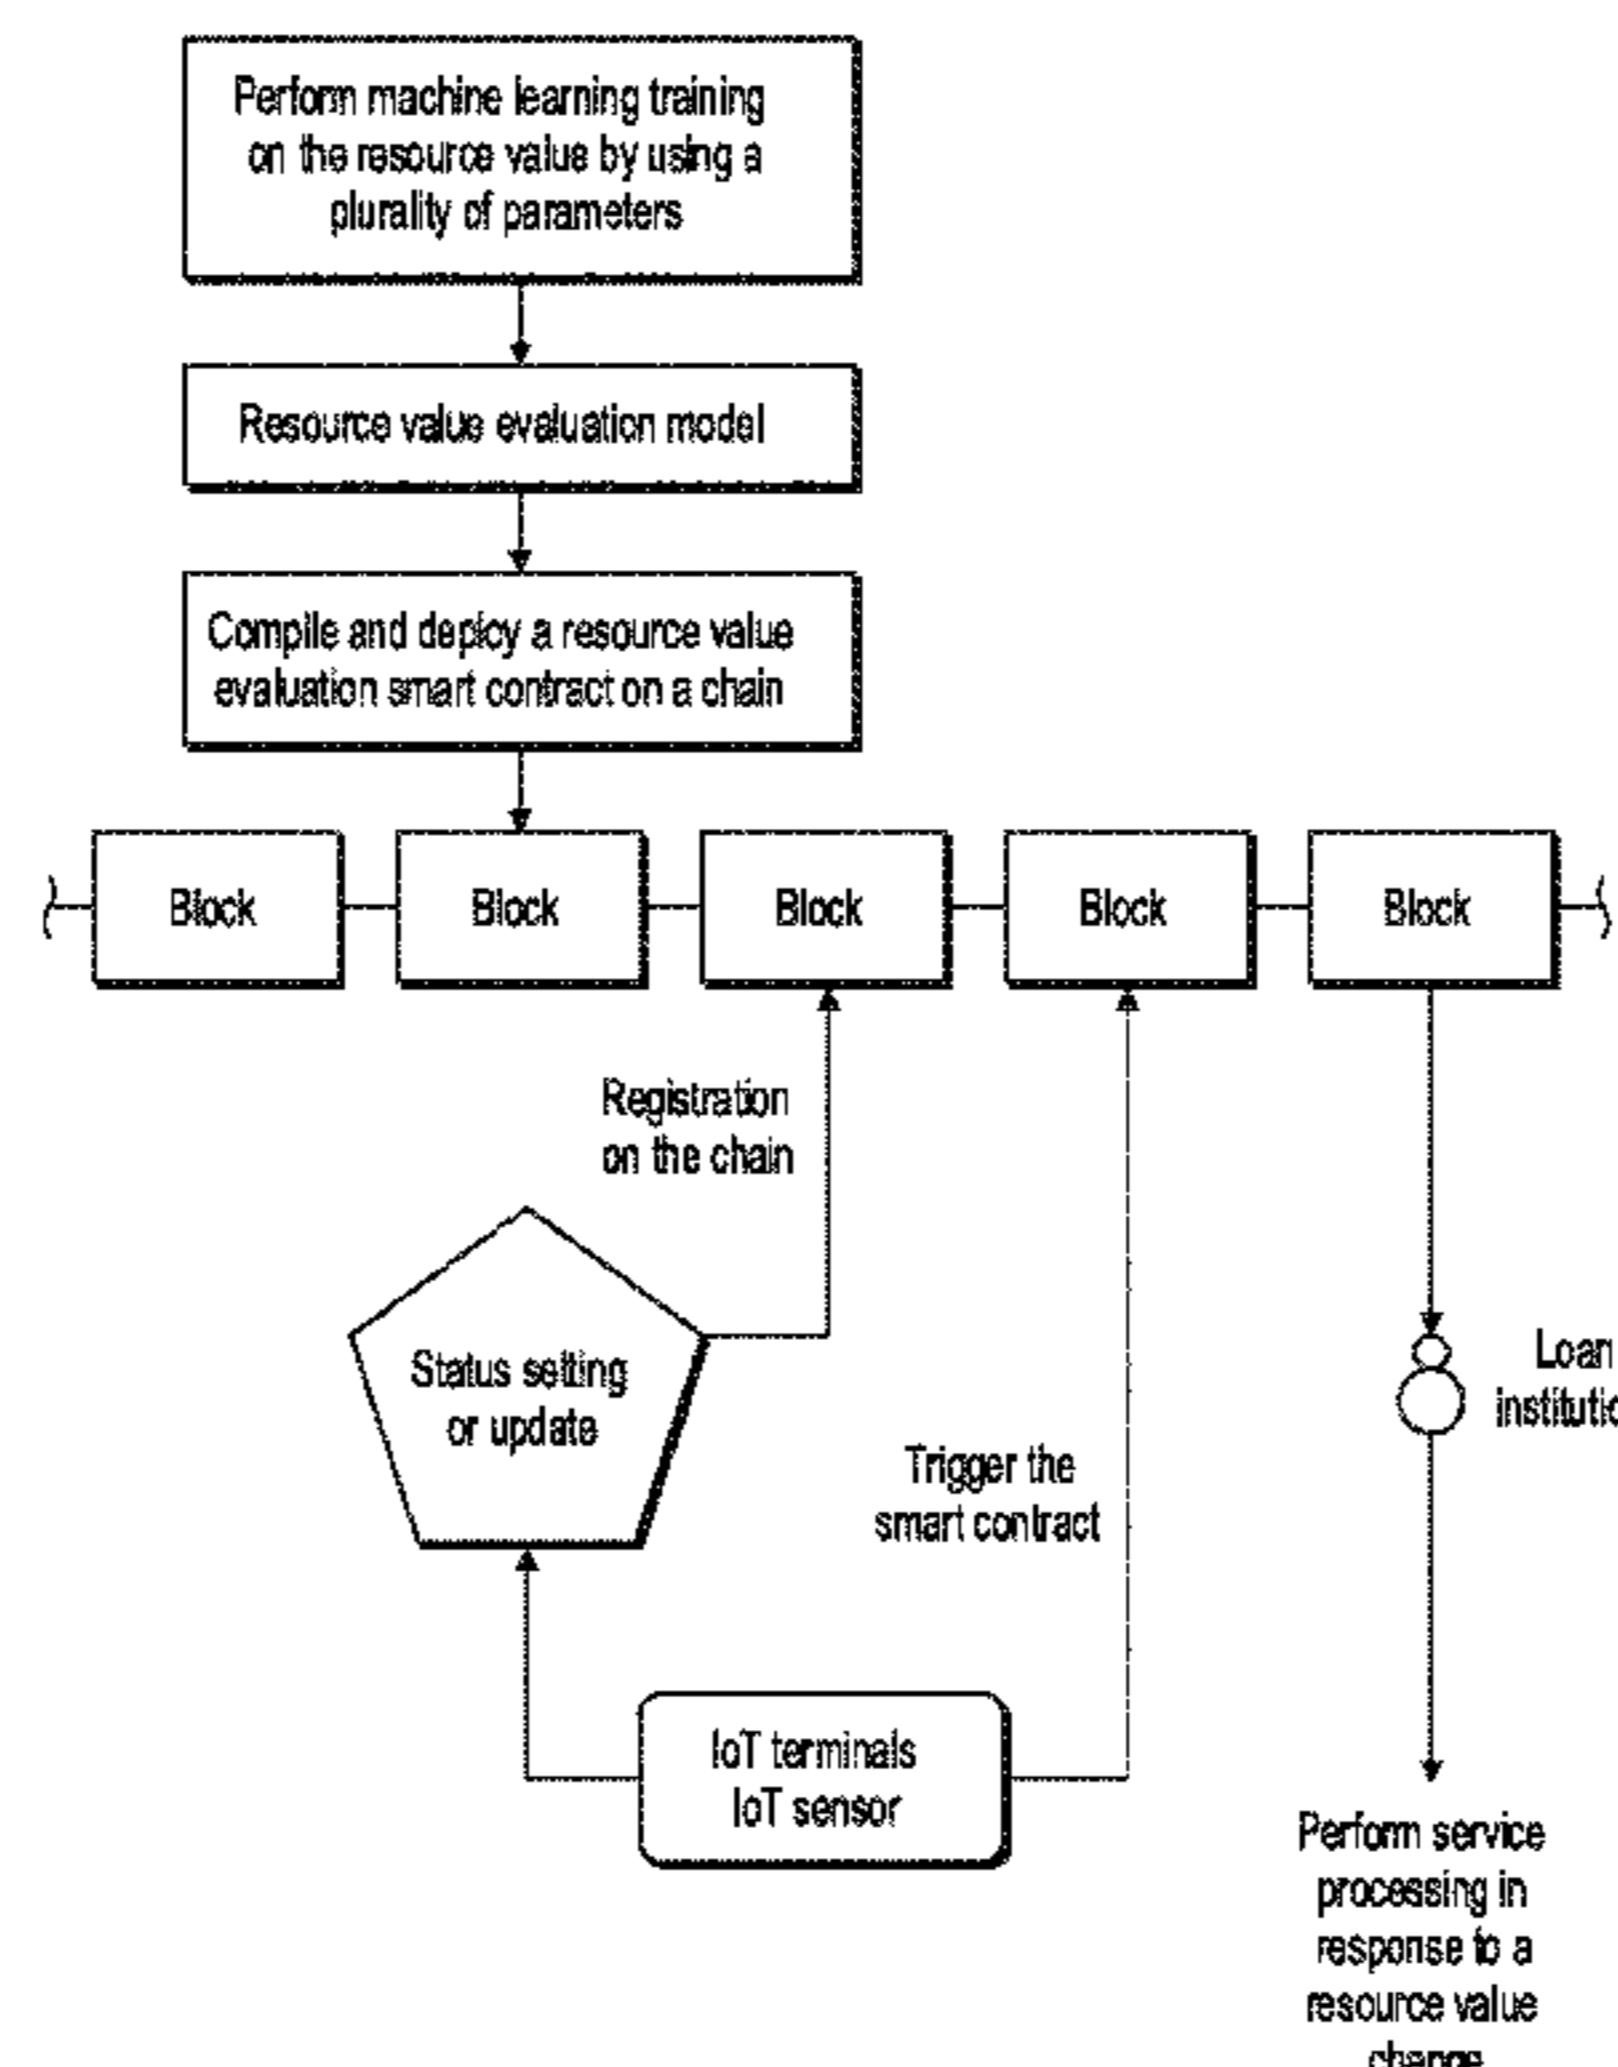 Perform machine learning training
on the resource value by using a
plurality of parameters
Resource value evaluation model
Compile and deploy a resource value
evaluation smart contract on a chain
Block
Block
Block
Block
Block
Registration
on the chain
Status setting
or update
Loan
Trigger the
smart contract
IoT terminals
IoT sensor
Perform service
processing in
response to a
resource value
change